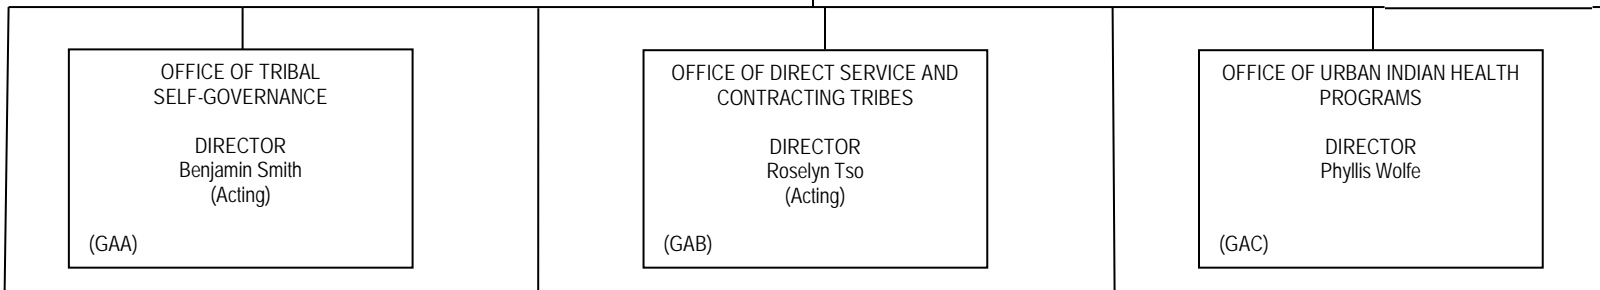 OFFICE OF TRIBAL
SELF-GOVERNANCE
DIRECTOR
Benjamin Smith
(Acting)
(GAA)
OFFICE OF DIRECT SERVICE AND
CONTRACTING TRIBES
DIRECTOR
Roselyn Tso
(Acting)
(GAB)
OFFICE OF URBAN INDIAN HEALTH
PROGRAMS
DIRECTOR
Phyllis Wolfe
(GAC)